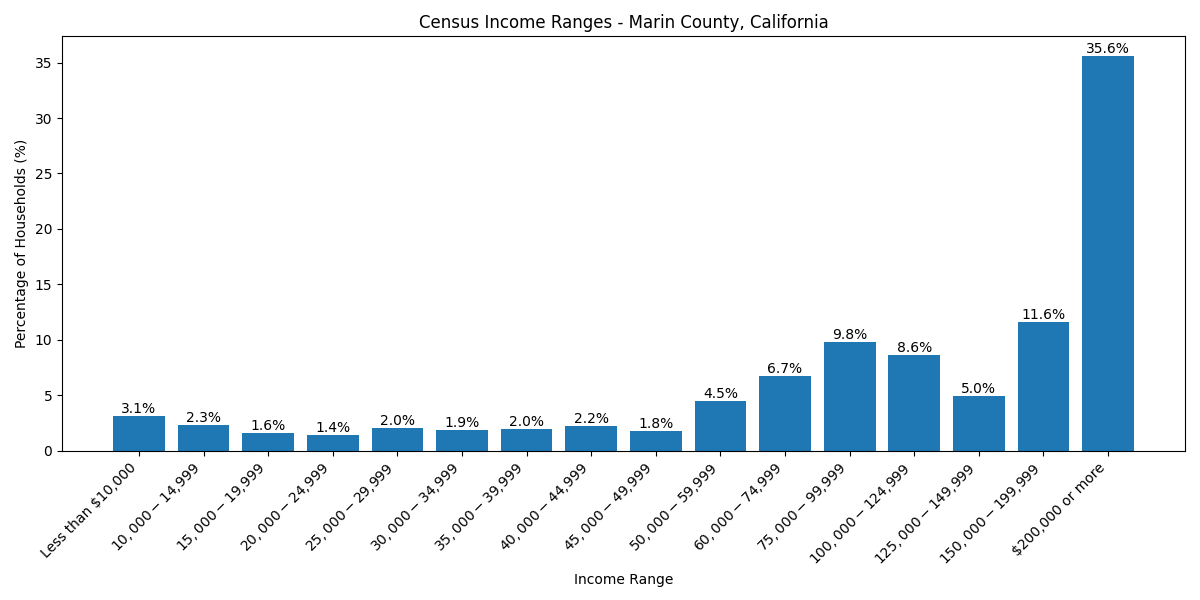 Census Income Ranges - Marin County, California
Percentage of Households (%)
35
30
25
20
15
10
5
0
3.1%
2.3%
1.6%
1.4%
2.0%
1.9%
2.0%
2.2%
1.8%
4.5%
6.7%
9.8%
8.6%
5.0%
11.6%
35.6%
Less than $10,000
10,000 − 14,999
15,000 − 19,999
20,000 − 24,999
25,000 − 29,999
30,000 − 34,999
35,000 − 39,999
40,000 − 44,999
45,000 − 49,999
50,000 − 59,999
60,000 − 74,999
75,000 − 99,999
100,000 − 124,999
125,000 − 149,999
150,000 − 199,999
$200,000 or more
Income Range